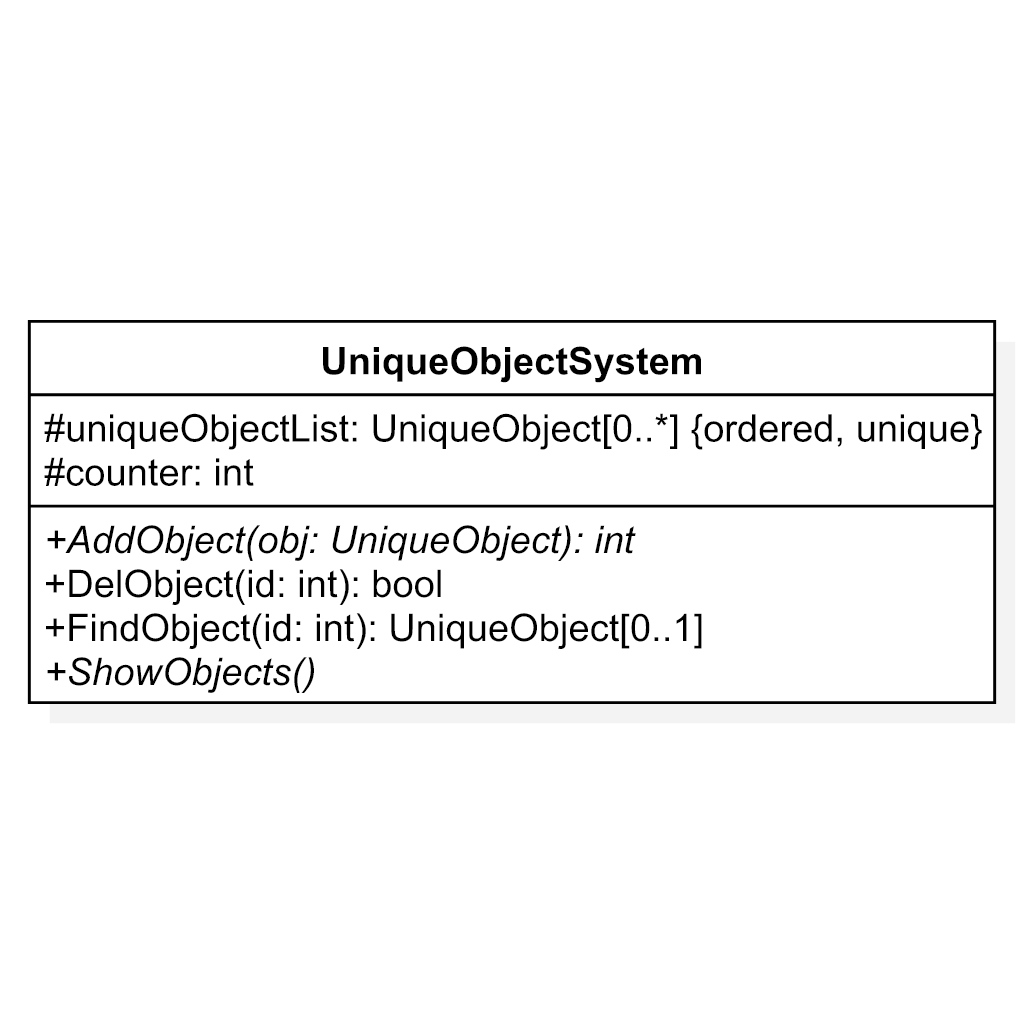 UniqueObjectSystem
#uniqueObjectList: UniqueObject[0..*] {ordered, unique}
#counter: int
+AddObject(obj: UniqueObject): int
+DelObject(id: int): bool
+FindObject(id: int): UniqueObject[0..1]
+ShowObjects()